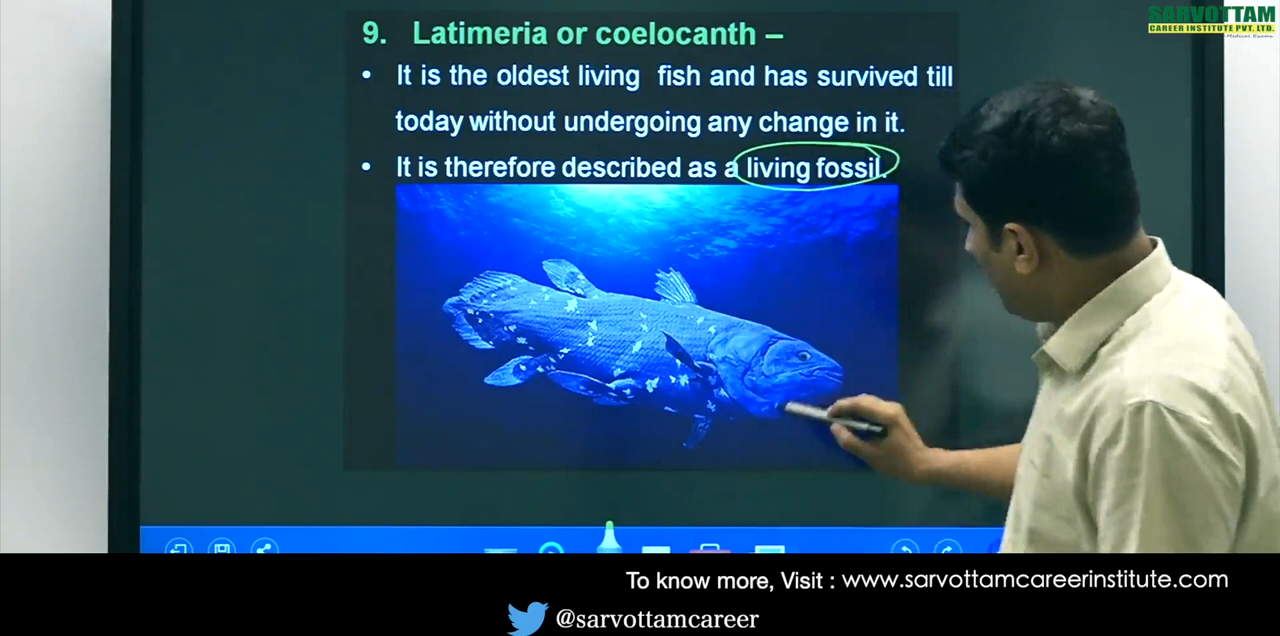 SARVOTTAM
CAREER INSTITUTE PVT. LTD.
Medical Exams
9. Latimeria or coelocanth –
• It is the oldest living fish and has survived till
today without undergoing any change in it.
• It is therefore described as a living fossil.
To know more, Visit : www.sarvottamcareerinstitute.com
@sarvottamcareer